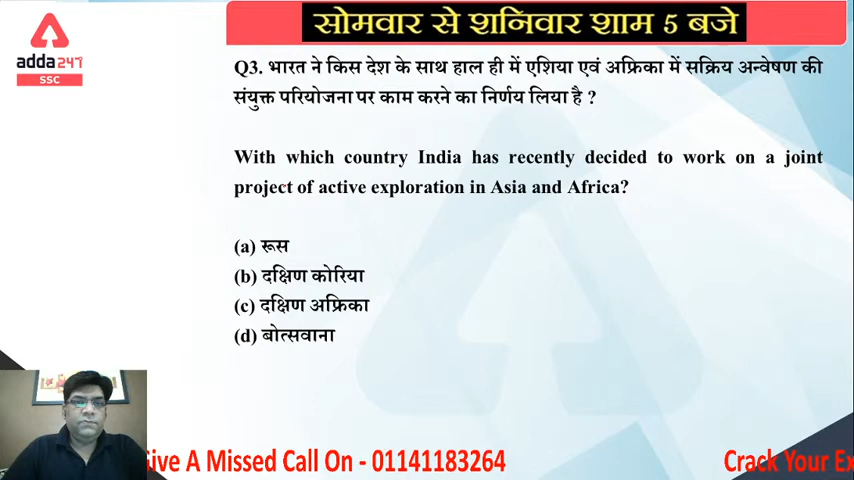 सोमवार से शनिवार शाम 5 बजे
adda247
SSC
Q3. भारत ने किस देश के साथ हाल ही में एशिया एवं अफ्रिका में सक्रिय अन्वेषण की
संयुक्त परियोजना पर काम करने का निर्णय लिया है ?
With which country India has recently decided to work on a joint
project of active exploration in Asia and Africa?
(a) रूस
(b) दक्षिण कोरिया
(c) दक्षिण अफ्रिका
(d) बोत्सवाना
Give A Missed Call On - 01141183264
Crack Your Ex